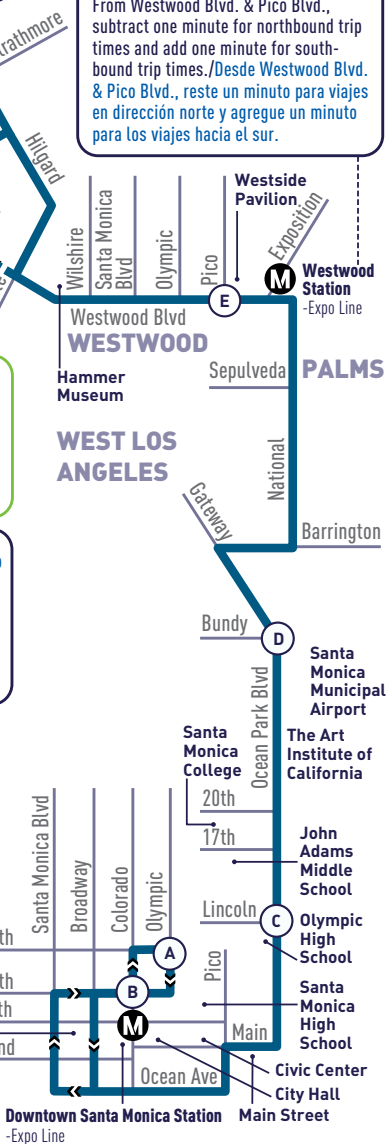 From Westwood Blvd. & Pico Blvd.,
subtract one minute for northbound trip
times and add one minute for south-
bound trip times./Desde Westwood Blvd.
& Pico Blvd., reste un minuto para viajes
en dirección norte y agregue un minuto
para los viajes hacia el sur.
Hilgard
Westside
Pavilion
Exposition
Wilshire
Santa Monica
Blvd
Olympic
Pico
M
Westwood
Station
-Expo Line
E
Westwood Blvd
WESTWOOD
Hammer
Museum
Sepulveda
PALMS
WEST LOS
ANGELES
National
Gateway
Barrington
Bundy
D
Santa
Monica
Municipal
Airport
Ocean Park Blvd
Santa
Monica
College
The Art
Institute of
California
20th
17th
John
Adams
Middle
School
Santa Monica Blvd
Broadway
Colorado
Olympic
Lincoln
C
Olympic
High
School
A
Pico
B
Santa
Monica
High
School
M
Main
Civic Center
Ocean Ave
City Hall
Downtown Santa Monica Station
-Expo Line
Main Street